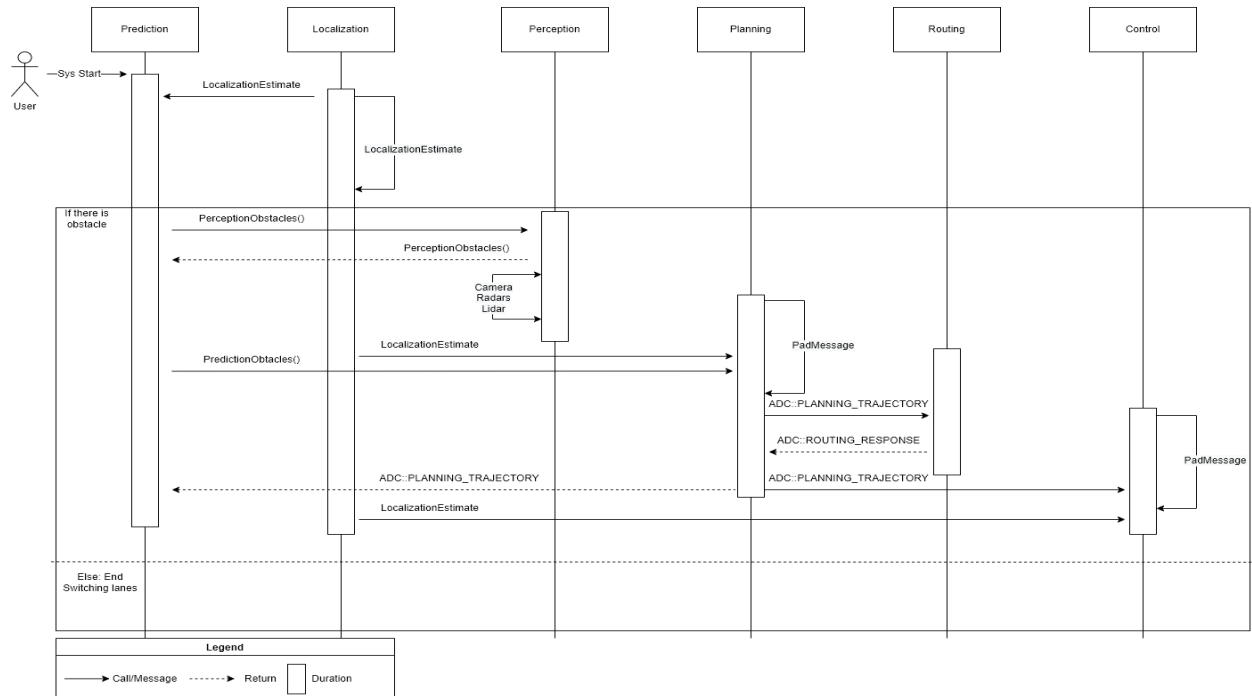 Prediction
Localization
Perception
Planning
Routing
Control
Sys Start
User
LocalizationEstimate
LocalizationEstimate
If there is
obstacle
PerceptionObstacles()
PerceptionObstacles()
Camera
Radars
Lidar
LocalizationEstimate
PadMessage
PredictionObtacles()
ADC::PLANNING_TRAJECTORY
ADC::ROUTING_RESPONSE
PadMessage
ADC::PLANNING_TRAJECTORY
ADC::PLANNING_TRAJECTORY
LocalizationEstimate
Else: End
Switching lanes
Legend
Call/Message
Return
Duration